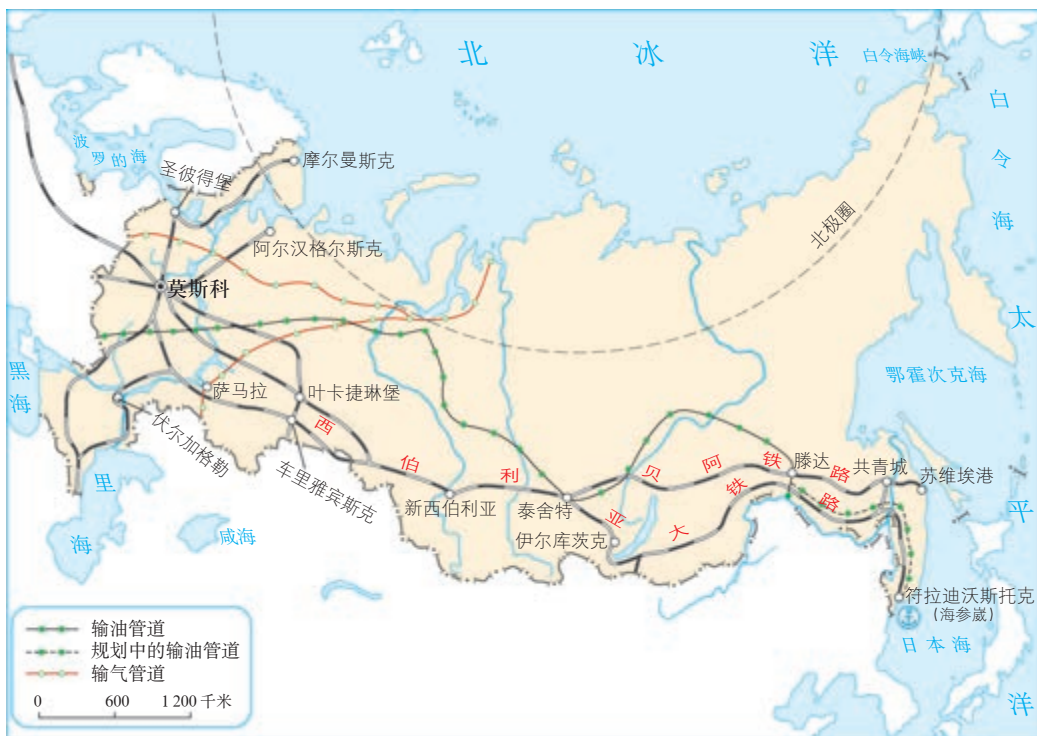 北冰洋
白令海峡
白令海
波罗的海
圣彼得堡
摩尔曼斯克
阿尔汉格尔斯克
北极圈
莫斯科
太平洋
鄂霍次克海
黑海
萨马拉
叶卡捷琳堡
伏尔加格勒
车里雅宾斯克
西伯利亚大铁路
贝阿铁路
滕达
共青城
苏维埃港
新西伯利亚
泰舍特
伊尔库茨克
里海
咸海
符拉迪沃斯托克
(海参崴)
日本海
输油管道
规划中的输油管道
输气管道
0 600 1 200 千米